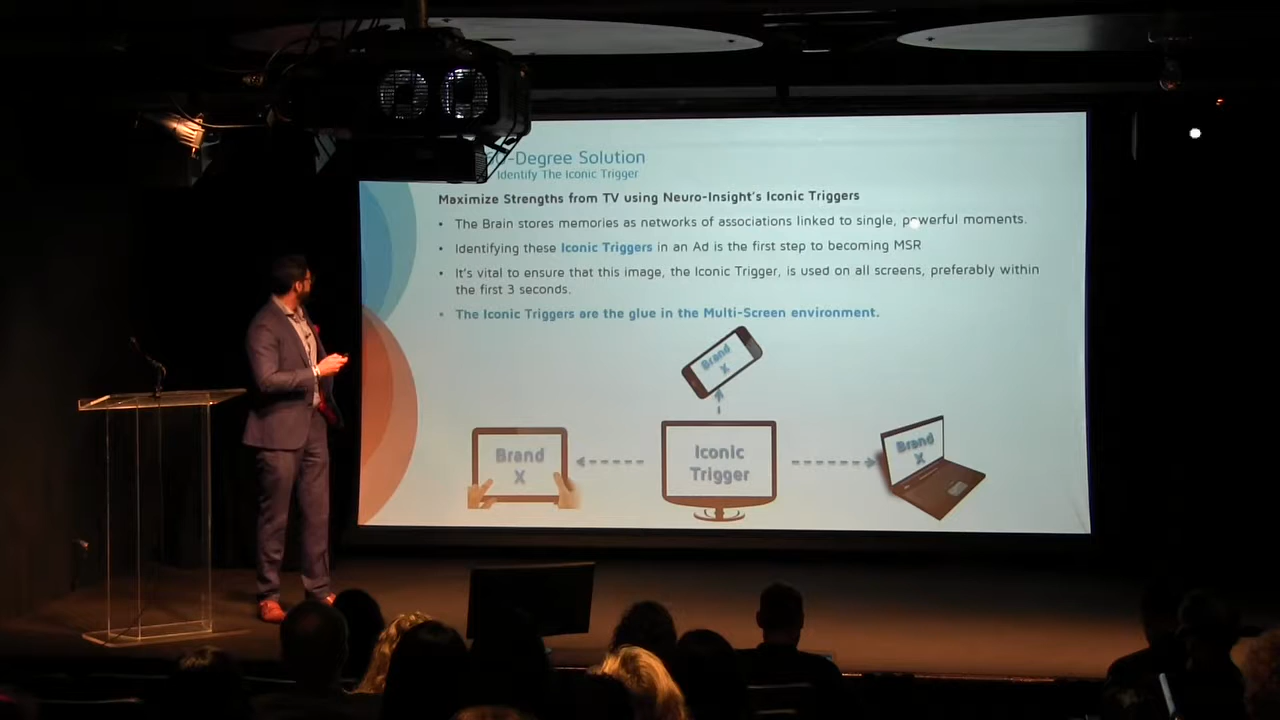 -Degree Solution
Identify The Iconic Trigger
Maximize Strengths from TV using Neuro-Insight's Iconic Triggers
• The Brain stores memories as networks of associations linked to single, powerful moments.
• Identifying these Iconic Triggers in an Ad is the first step to becoming MSR
• It's vital to ensure that this image, the Iconic Trigger, is used on all screens, preferably within
the first 3 seconds.
• The Iconic Triggers are the glue in the Multi-Screen environment.
Brand
X
Brand
X
Iconic
Trigger
Brand
X